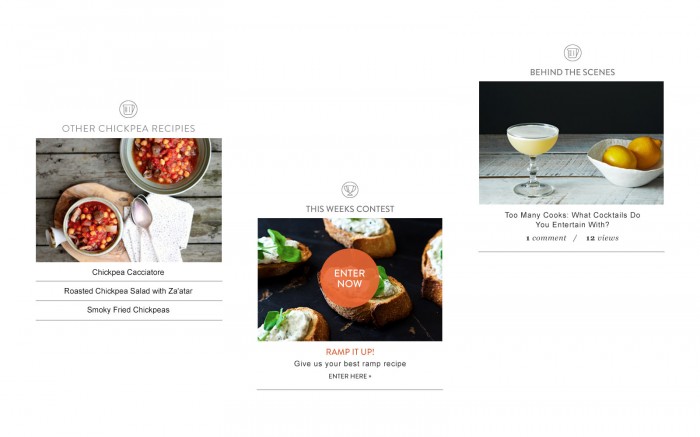 OTHER CHICKPEA RECIPIES
Chickpea Cacciatore
Roasted Chickpea Salad with Za'atar
Smoky Fried Chickpeas
THIS WEEKS CONTEST
ENTER
NOW
RAMP IT UP!
Give us your best ramp recipe
ENTER HERE +
BEHIND THE SCENES
Too Many Cooks: What Cocktails Do
You Entertain With?
1 comment / 12 views